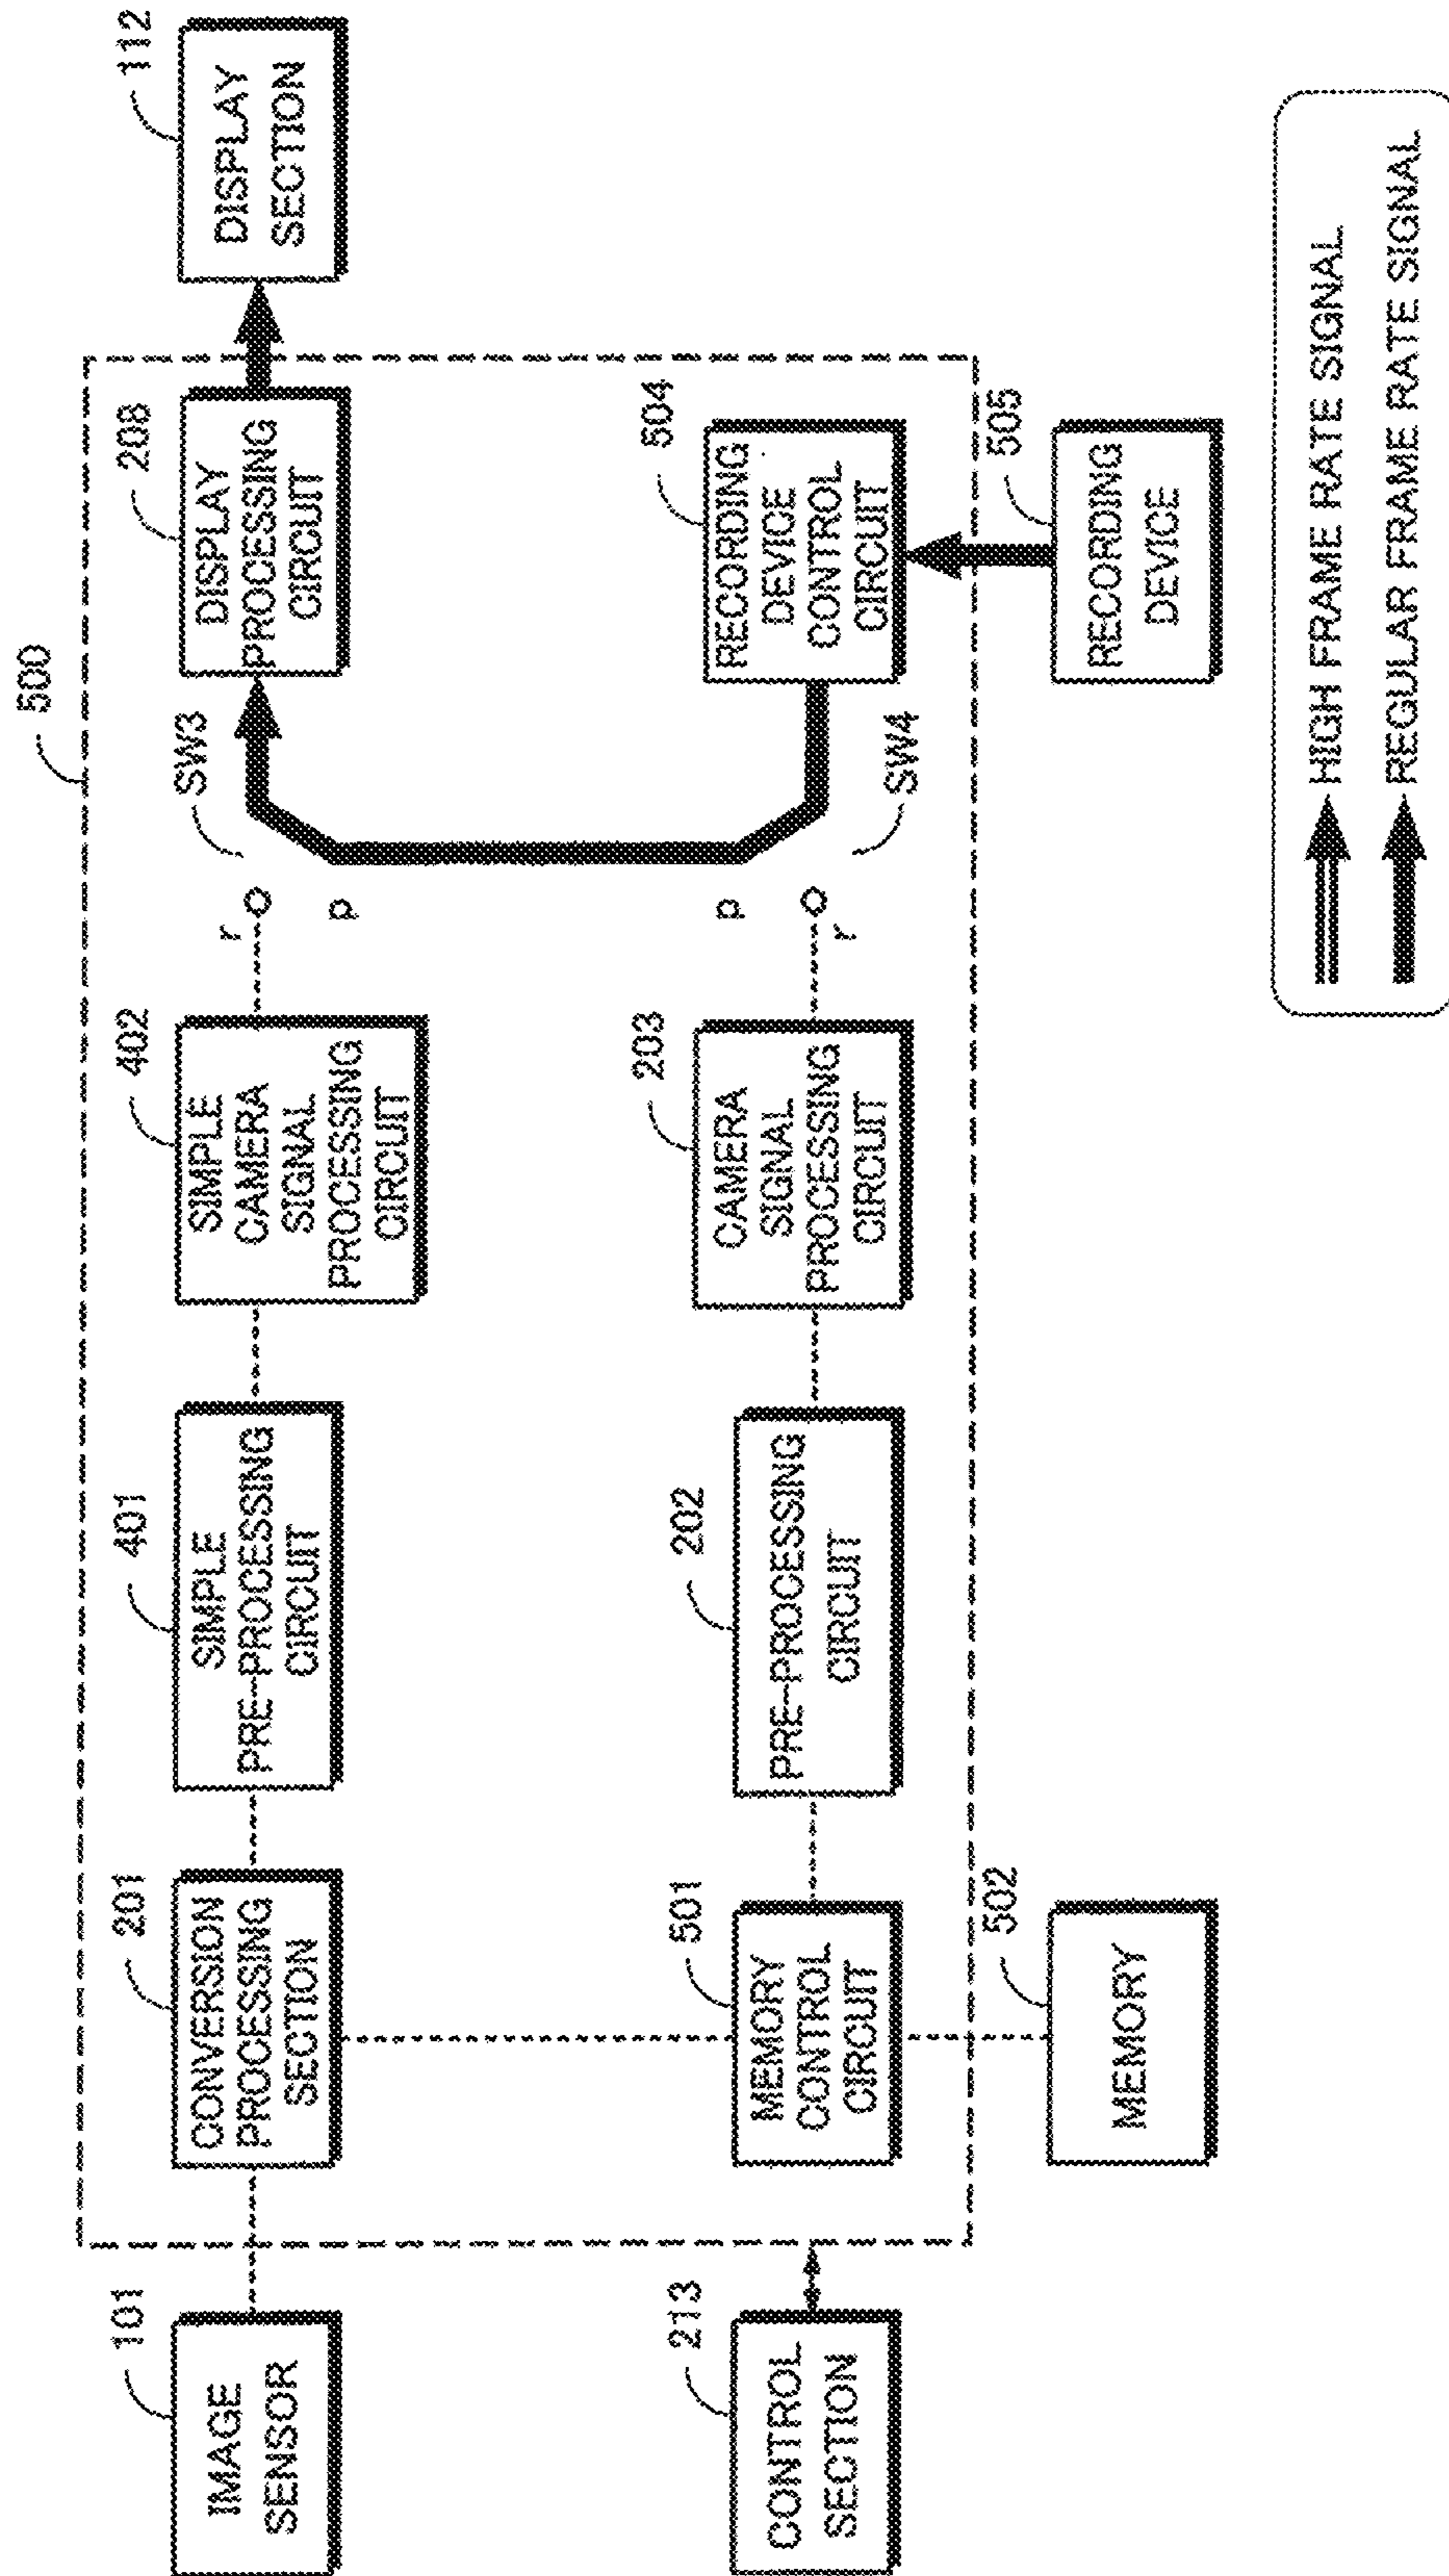 500
101
IMAGE
SENSOR
201
CONVERSION
PROCESSING
SECTION
401
SIMPLE
PRE-PROCESSING
CIRCUIT
402
SIMPLE
CAMERA
SIGNAL
PROCESSING
CIRCUIT
r
p
SW3
208
DISPLAY
PROCESSING
CIRCUIT
112
DISPLAY
SECTION
213
CONTROL
SECTION
501
MEMORY
CONTROL
CIRCUIT
202
PRE-PROCESSING
CIRCUIT
203
CAMERA
SIGNAL
PROCESSING
CIRCUIT
p
r
SW4
504
RECORDING
DEVICE
CONTROL
CIRCUIT
502
MEMORY
505
RECORDING
DEVICE
HIGH FRAME RATE SIGNAL
REGULAR FRAME RATE SIGNAL